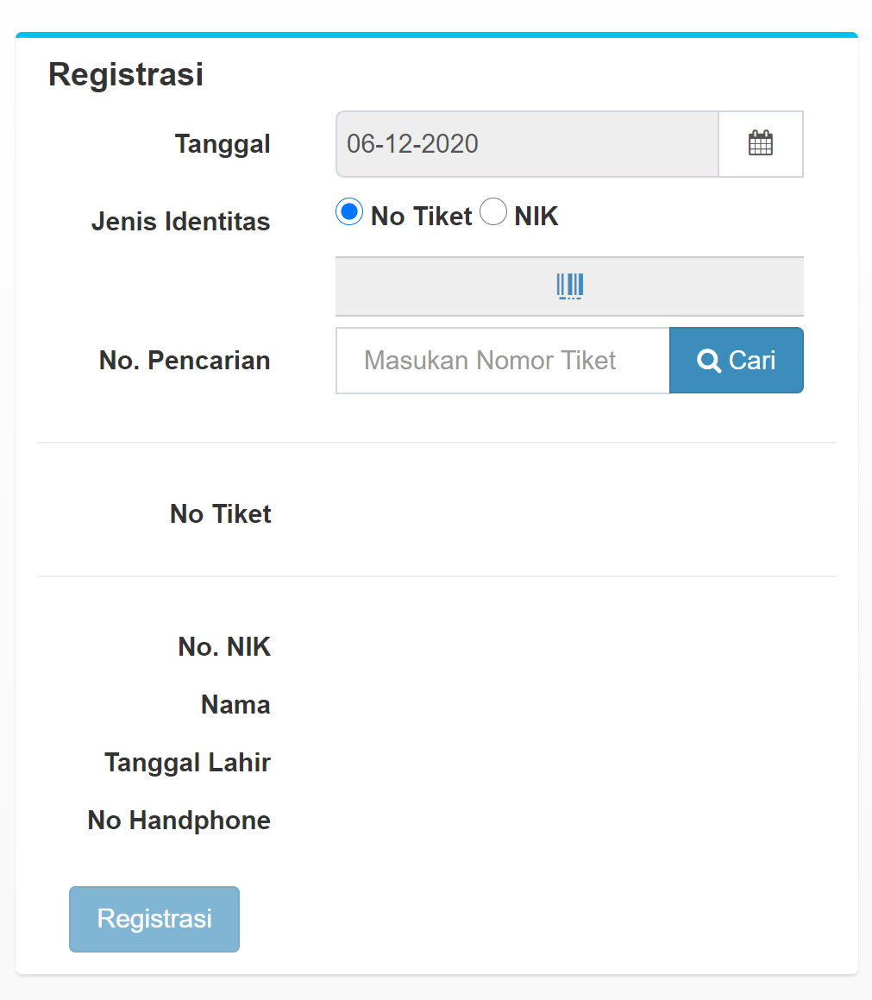 Registrasi
Tanggal 06-12-2020
Jenis Identitas No Tiket NIK
No. Pencarian Masukan Nomor Tiket Cari
No Tiket
No. NIK
Nama
Tanggal Lahir
No Handphone
Registrasi